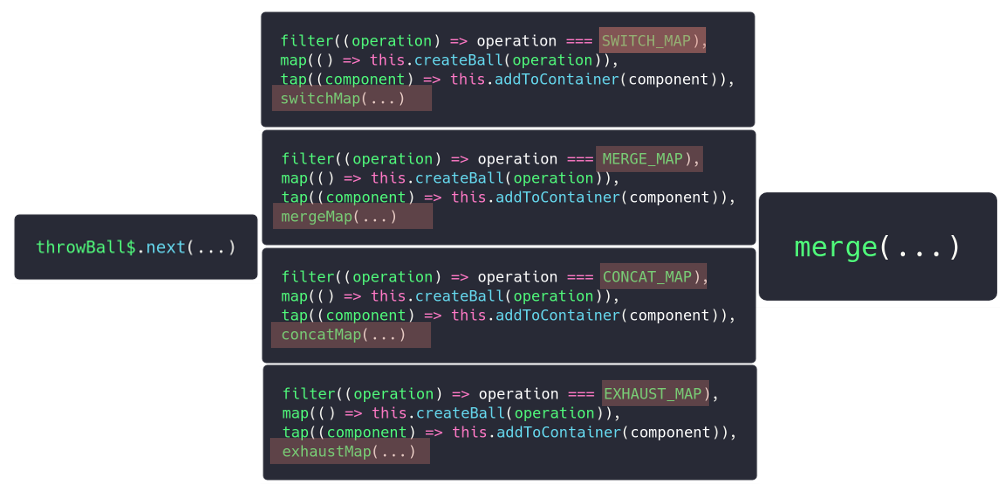 throwBall$.next(...)
filter((operation) => operation === SWITCH_MAP),
map(() => this.createBall(operation)),
tap((component) => this.addToContainer(component)),
switchMap(...)
filter((operation) => operation === MERGE_MAP),
map(() => this.createBall(operation)),
tap((component) => this.addToContainer(component)),
mergeMap(...)
filter((operation) => operation === CONCAT_MAP),
map(() => this.createBall(operation)),
tap((component) => this.addToContainer(component)),
concatMap(...)
filter((operation) => operation === EXHAUST_MAP),
map(() => this.createBall(operation)),
tap((component) => this.addToContainer(component)),
exhaustMap(...)
merge(...)